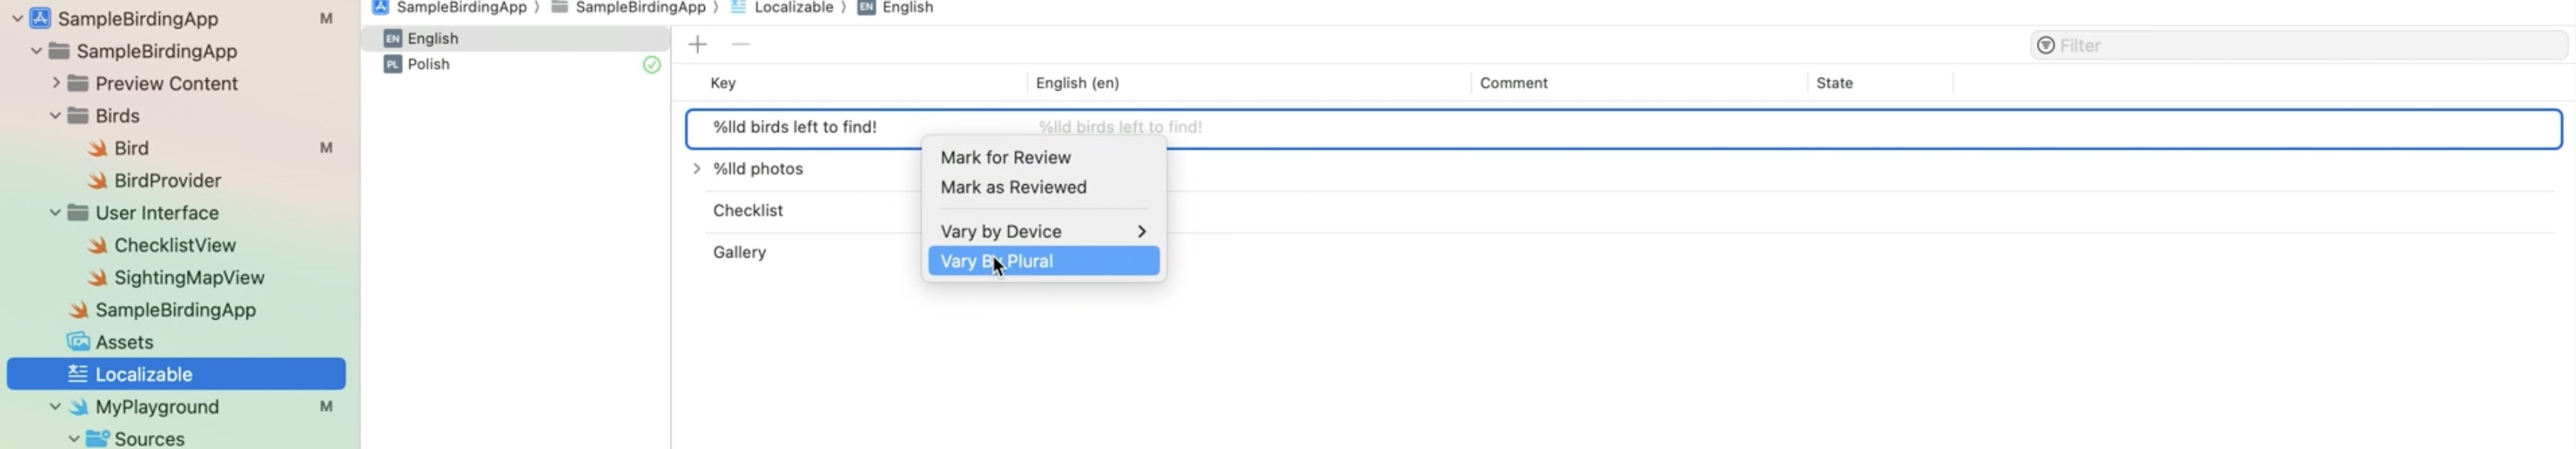 SampleBirdingApp M
SampleBirdingApp
Preview Content
Birds
Bird M
BirdProvider
User Interface
ChecklistView
SightingMapView
SampleBirdingApp
Assets
Localizable
MyPlayground M
Sources
SampleBirdingApp 〉 SampleBirdingApp 〉 Localizable 〉 EN English
EN English
PL Polish
Filter
Key English (en) Comment State
%lld birds left to find! %lld birds left to find!
%lld photos
Checklist
Gallery
Mark for Review
Mark as Reviewed
Vary by Device
Vary By Plural